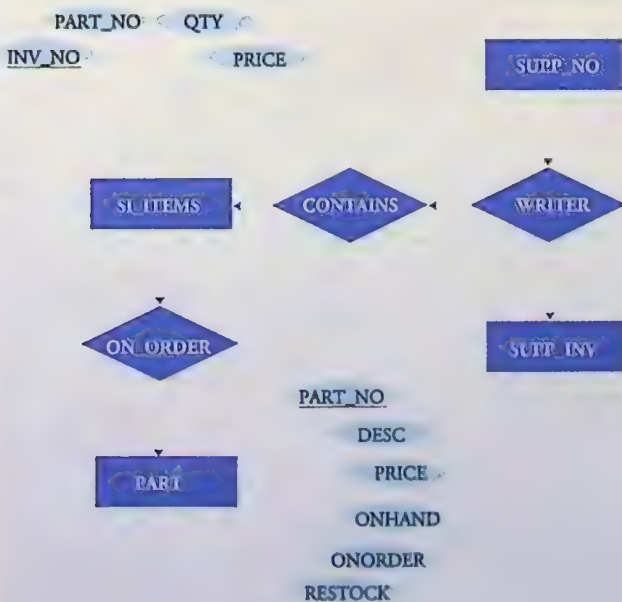 PART_NO QTY
INV_NO PRICE
SUPP_NO
SI_ITEMS CONTAINS WRITER
ON_ORDER SUPP_INV
PART_NO
DESC
PART PRICE
ONHAND
ONORDER
RESTOCK